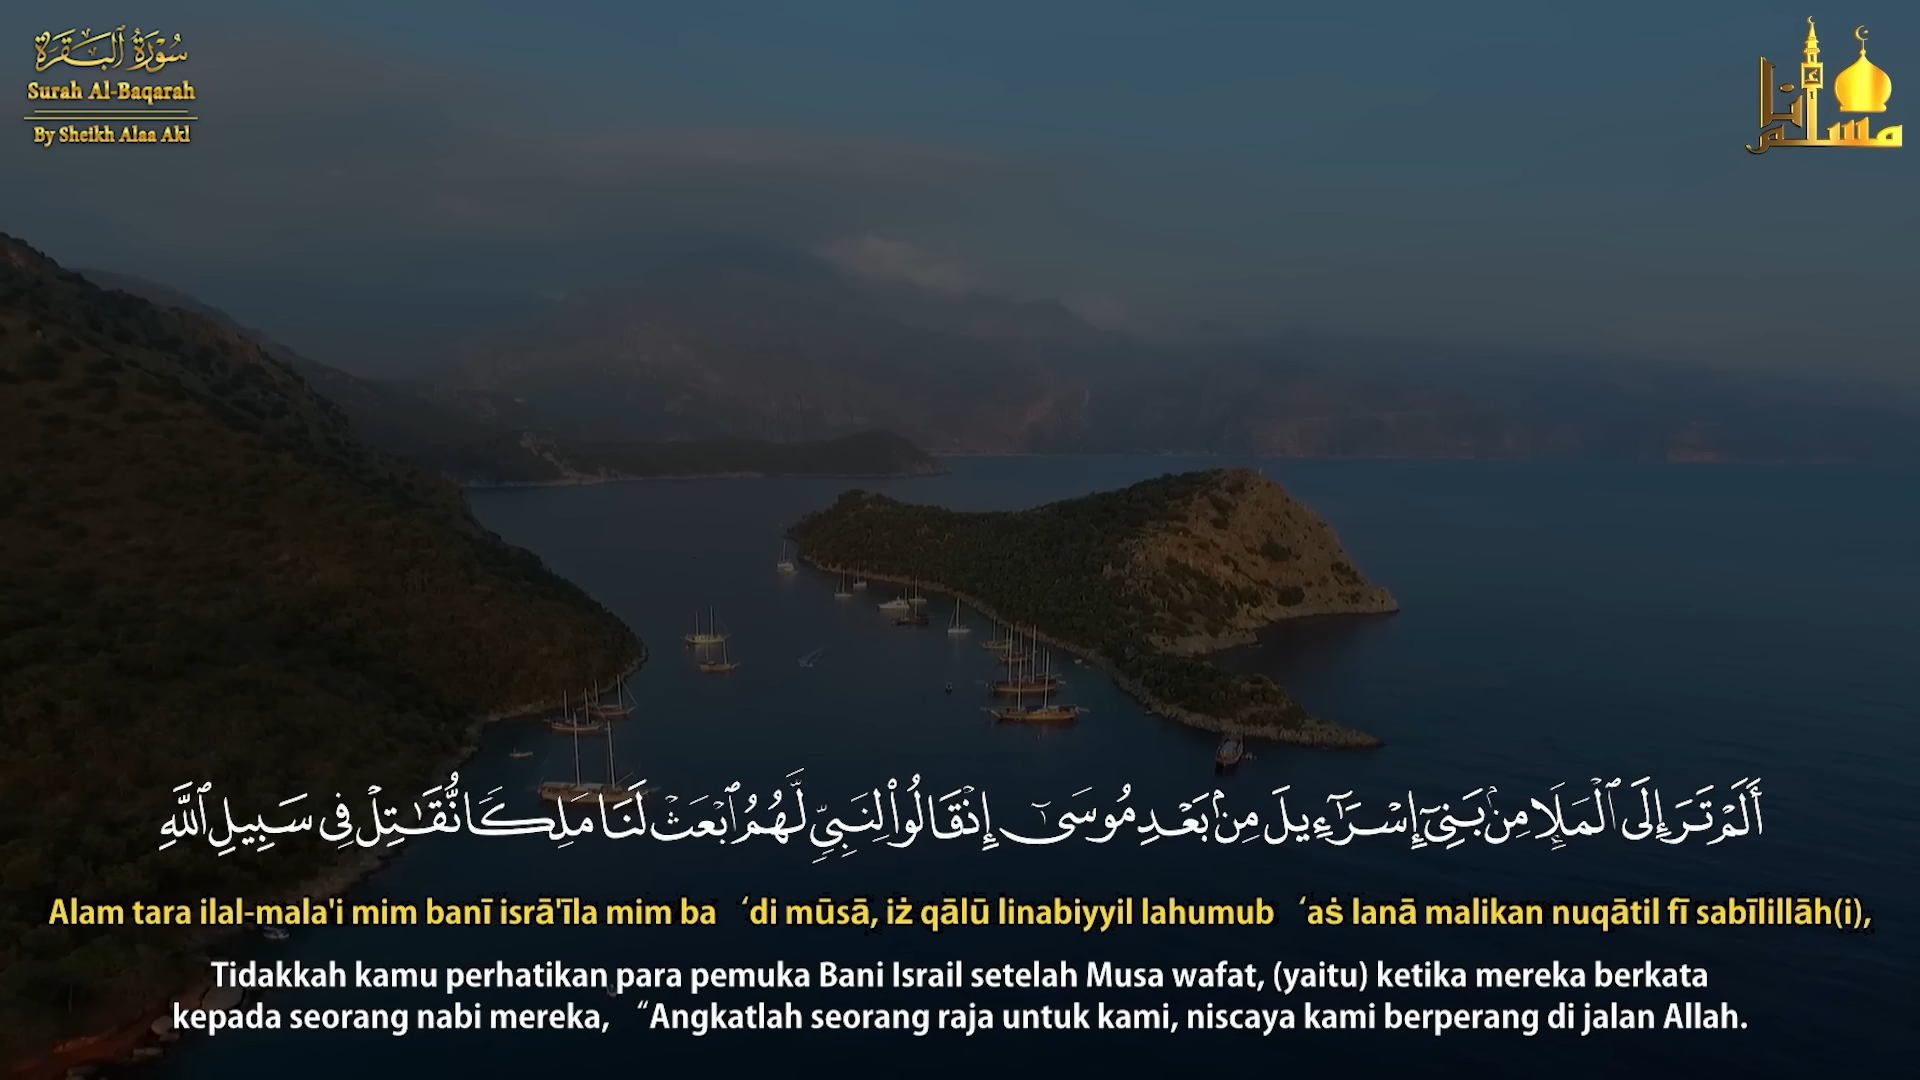 سُورَةُ ٱلْبَقَرَةِ
Surah Al-Baqarah
By Sheikh Alaa Akl
أنا
مسلم
أَلَمْ تَرَ إِلَى ٱلْمَلَإِ مِنۢ بَنِىٓ إِسْرَٰٓءِيلَ مِنۢ بَعْدِ مُوسَىٰٓ إِذْ قَالُوا۟ لِنَبِىٍّ لَّهُمُ ٱبْعَثْ لَنَا مَلِكًا نُّقَـٰتِلْ فِى سَبِيلِ ٱللَّهِ
Alam tara ilal-mala'i mim banī isrā'īla mim ba ‘di mūsā, iż qālū linabiyyil lahumub ‘aṡ lanā malikan nuqātil fī sabīlillāh(i),
Tidakkah kamu perhatikan para pemuka Bani Israil setelah Musa wafat, (yaitu) ketika mereka berkata
kepada seorang nabi mereka, “Angkatlah seorang raja untuk kami, niscaya kami berperang di jalan Allah.